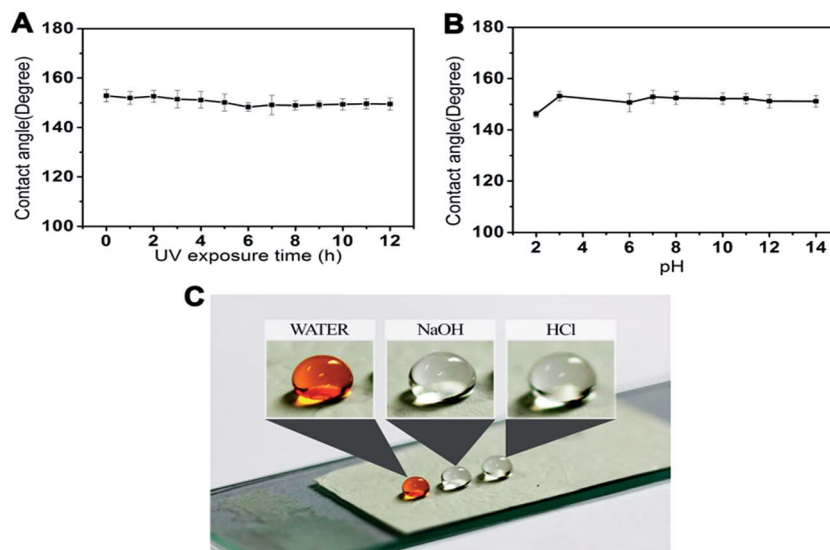 A
Contact angle(Degree)
180
160
140
120
100
0 2 4 6 8 10 12
UV exposure time (h)
B
Contact angle(Degree)
180
160
140
120
100
2 4 6 8 10 12 14
pH
C
WATER NaOH HCl